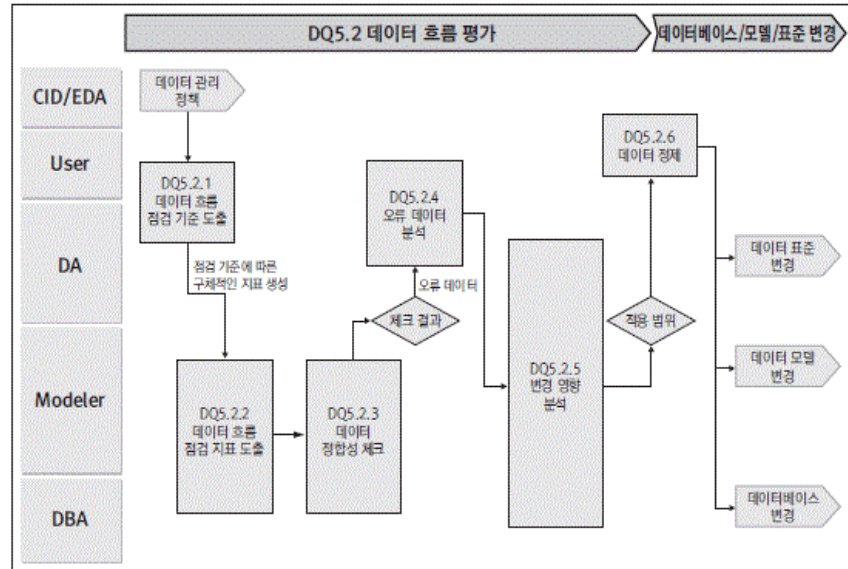 DQ5.2 데이터 흐름 평가
데이터베이스/모델/표준 변경
CID/EDA
User
DA
Modeler
DBA
데이터 관리
정책
DQ5.2.1
데이터 흐름
점검 기준 도출
점검 기준에 따른
구체적인 지표 생성
DQ5.2.2
데이터 흐름
점검 지표 도출
DQ5.2.3
데이터
정합성 체크
체크 결과
오류 데이터
DQ5.2.4
오류 데이터
분석
DQ5.2.5
변경 영향
분석
적용 범위
DQ5.2.6
데이터 정제
데이터 표준
변경
데이터 모델
변경
데이터베이스
변경